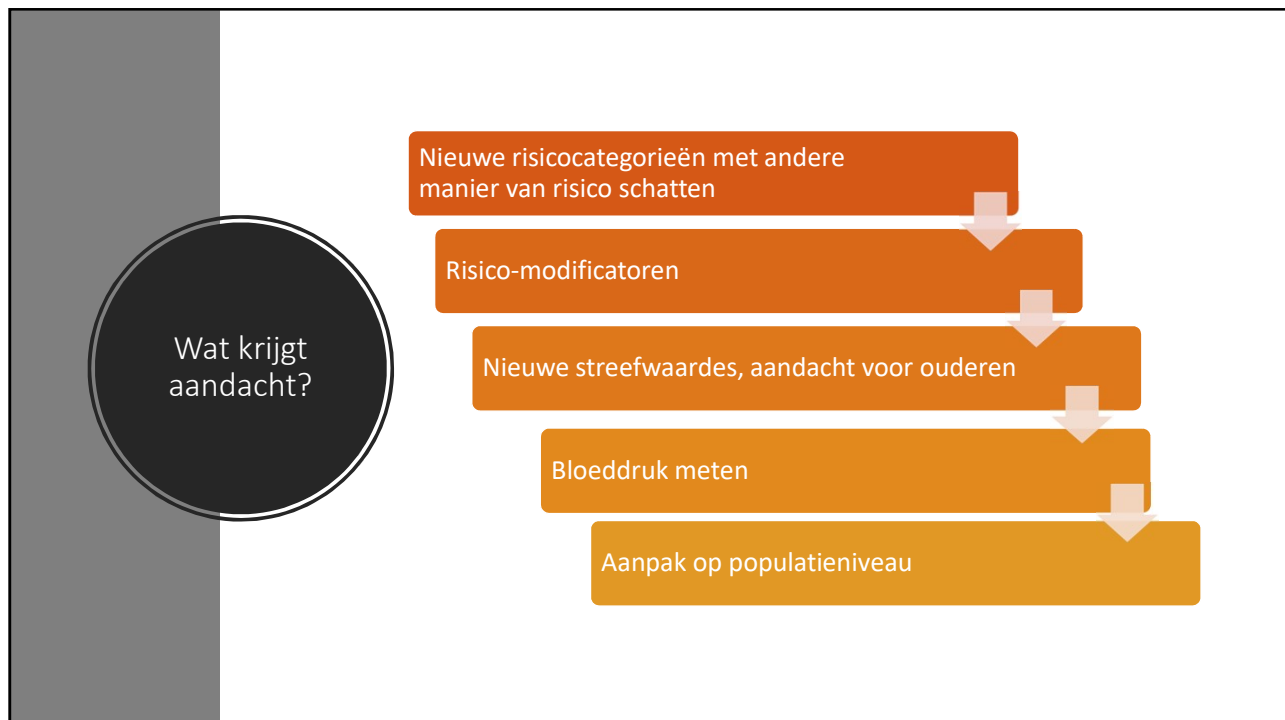 Wat krijgt
aandacht?
Nieuwe risicocategorieën met andere
manier van risico schatten
Risico-modificatoren
Nieuwe streefwaardes, aandacht voor ouderen
Bloeddruk meten
Aanpak op populatieniveau